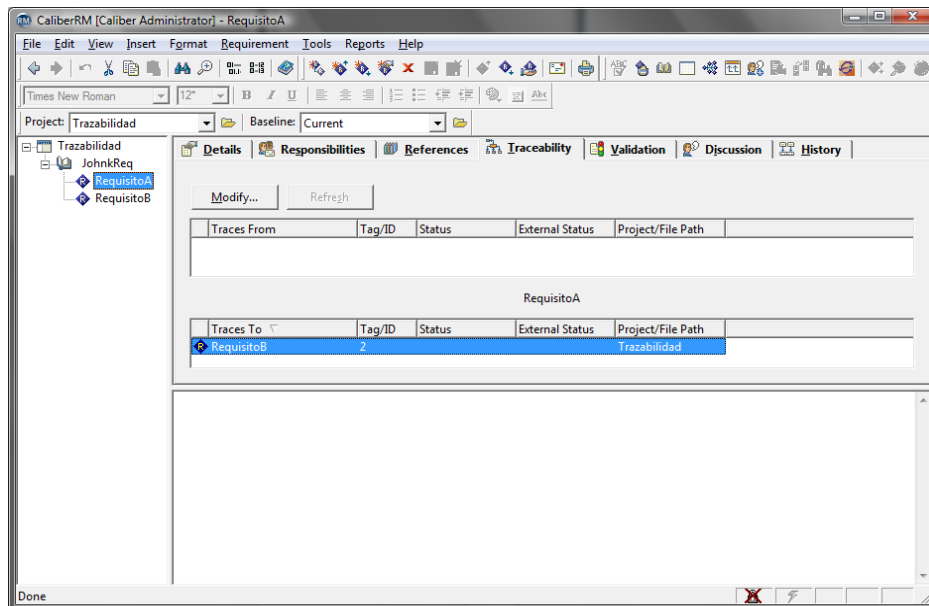 CaliberRM [Caliber Administrator] - RequisitoA
File Edit View Insert Format Requirement Tools Reports Help
Times New Roman 12" B I U Abc
Project: Trazabilidad Baseline: Current
Trazabilidad
JohnkReq
RequisitoA
RequisitoB
Details Responsibilities References Traceability Validation Discussion History
Modify... Refresh
Traces From Tag/ID Status External Status Project/File Path
RequisitoA
Traces To Tag/ID Status External Status Project/File Path
RequisitoB 2 Trazabilidad
Done